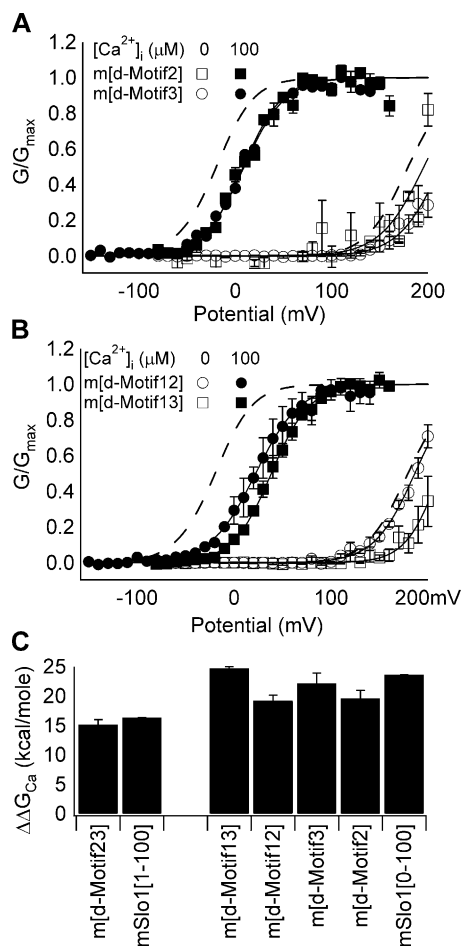 A
[Ca2+]i (μM) 0 100
m[d-Motif2]
m[d-Motif3]
1.2
1.0
0.8
0.6
0.4
0.2
0.0
G/Gmax
-100 0 100 200
Potential (mV)
B
[Ca2+]i (μM) 0 100
m[d-Motif12]
m[d-Motif13]
1.2
1.0
0.8
0.6
0.4
0.2
0.0
G/Gmax
-100 0 100 200mV
Potential (mV)
C
25
20
15
10
5
0
ΔΔGCa (kcal/mole)
m[d-Motif23]
mSlo1[1-100]
m[d-Motif13]
m[d-Motif12]
m[d-Motif3]
m[d-Motif2]
mSlo1[0-100]